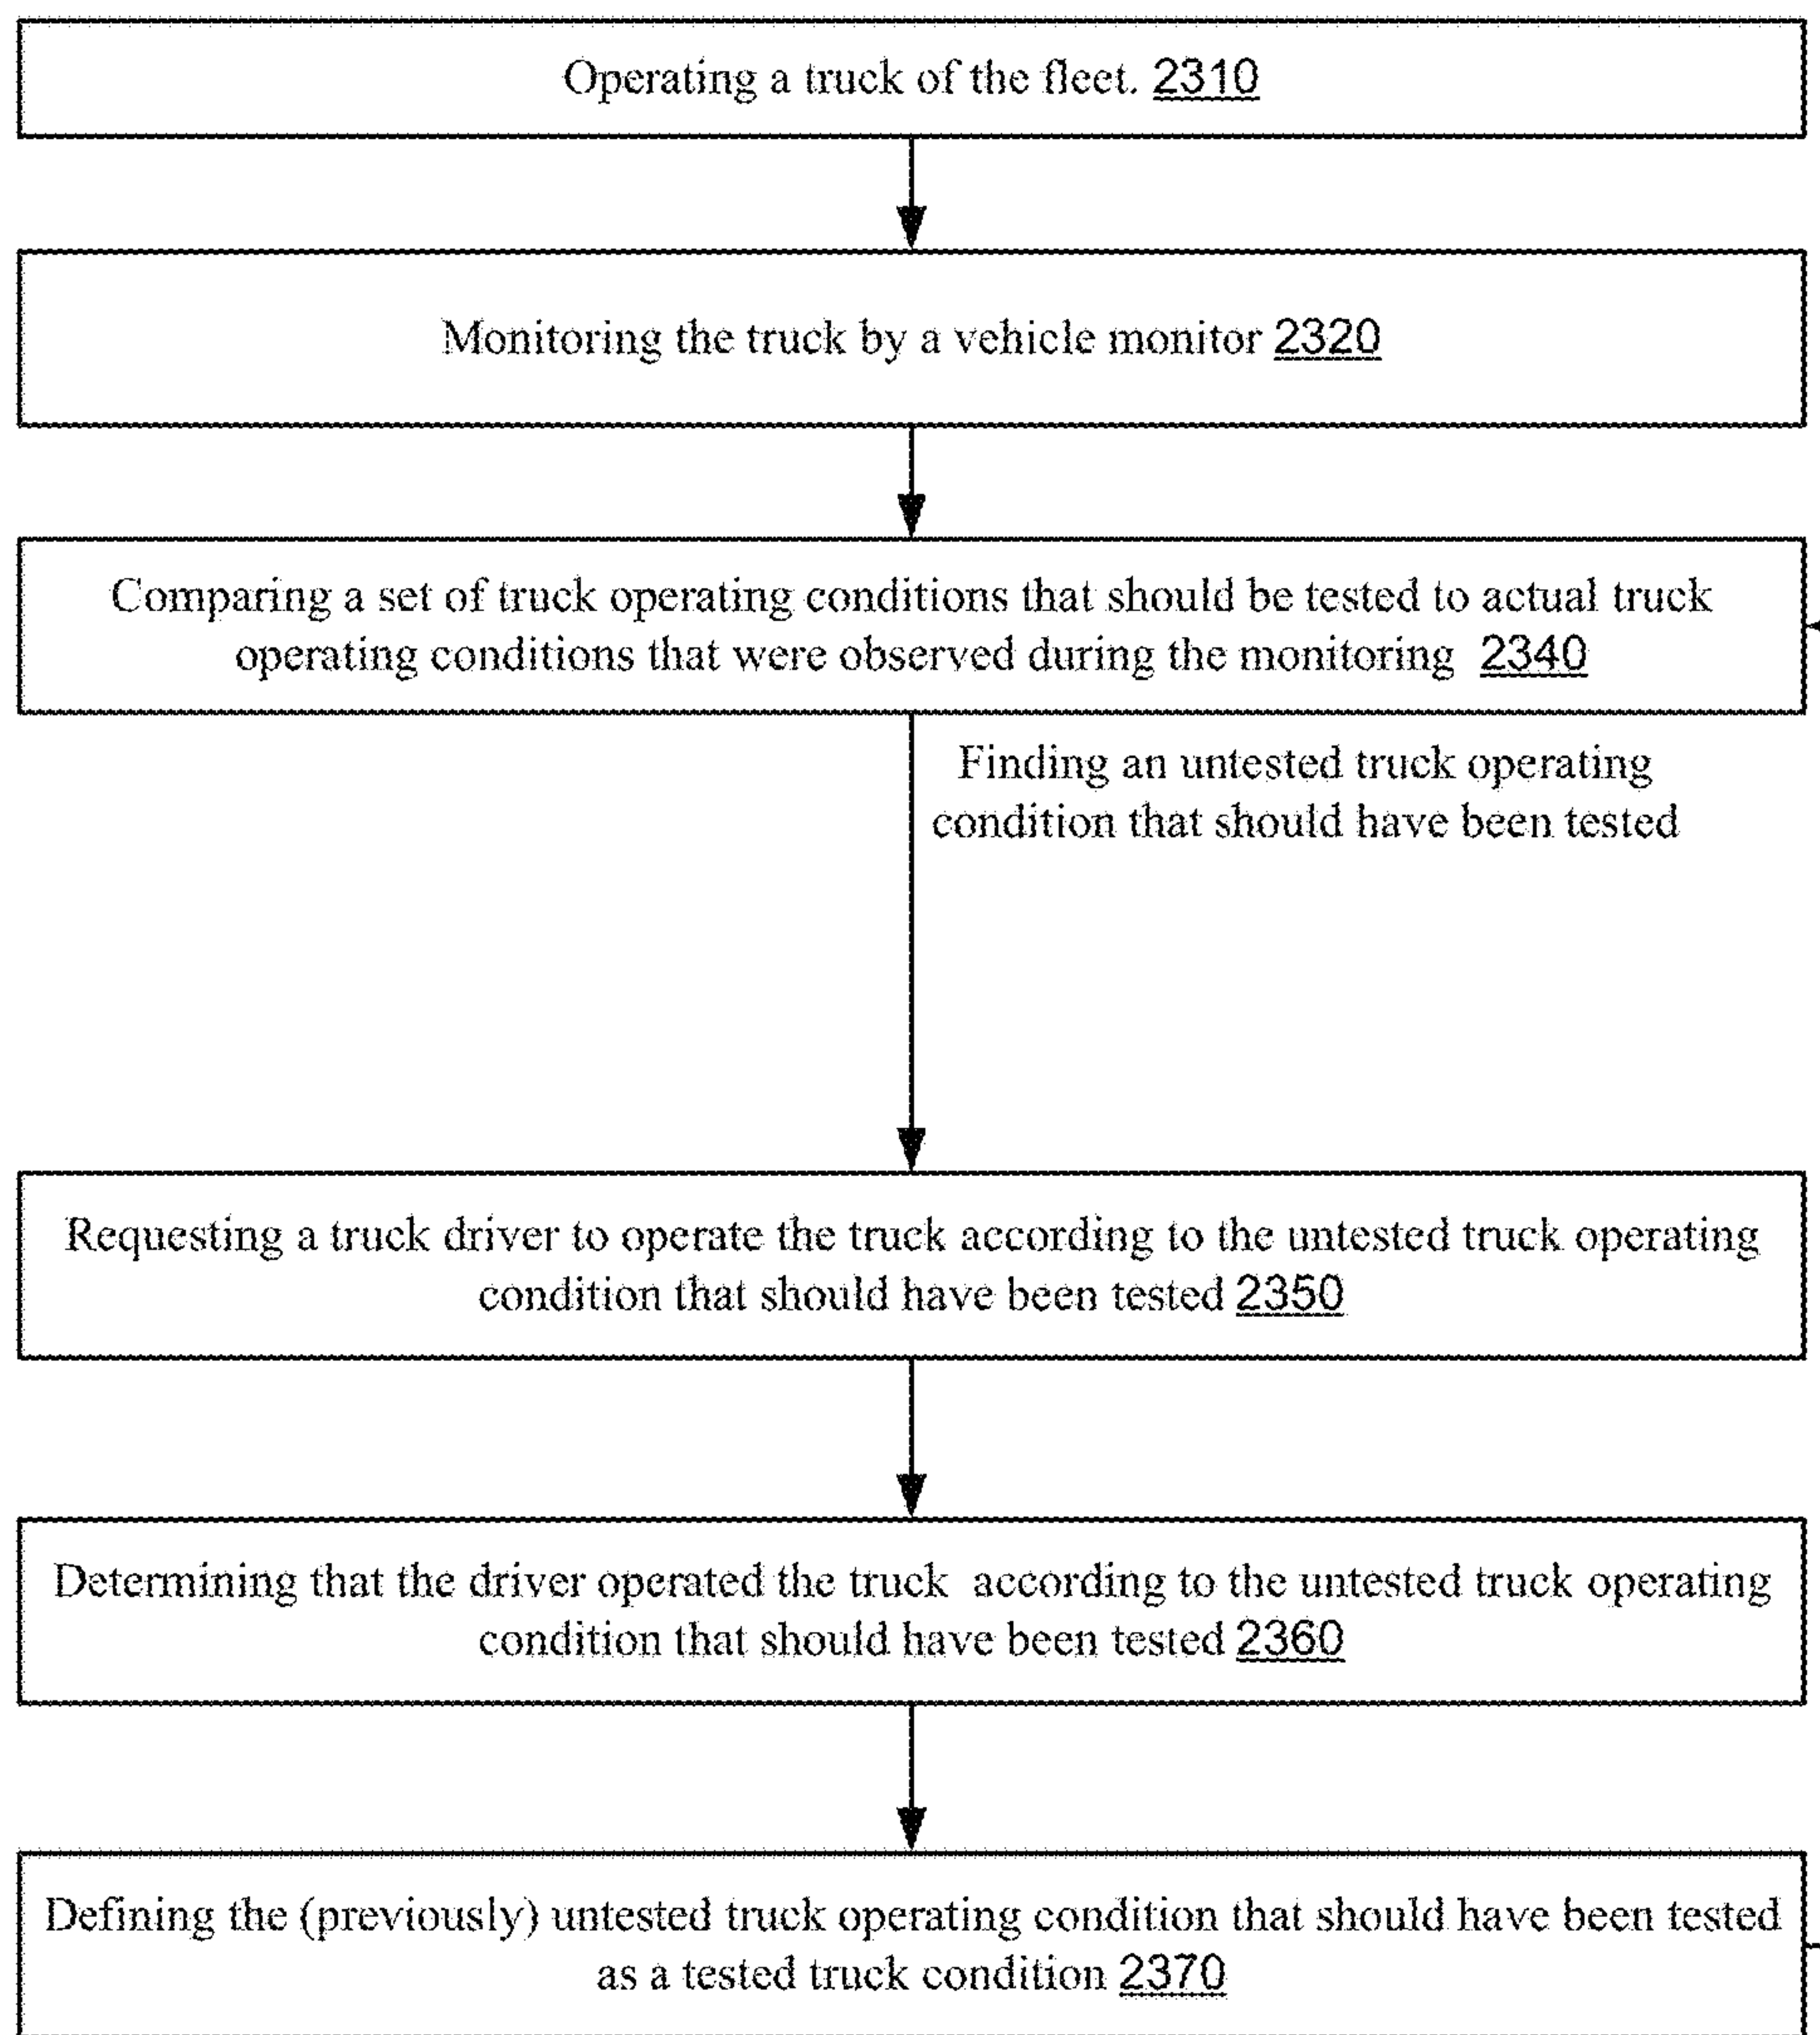 Operating a truck of the fleet. 2310
Monitoring the truck by a vehicle monitor 2320
Comparing a set of truck operating conditions that should be tested to actual truck
operating conditions that were observed during the monitoring 2340
Finding an untested truck operating
condition that should have been tested
Requesting a truck driver to operate the truck according to the untested truck operating
condition that should have been tested 2350
Determining that the driver operated the truck according to the untested truck operating
condition that should have been tested 2360
Defining the (previously) untested truck operating condition that should have been tested
as a tested truck condition 2370